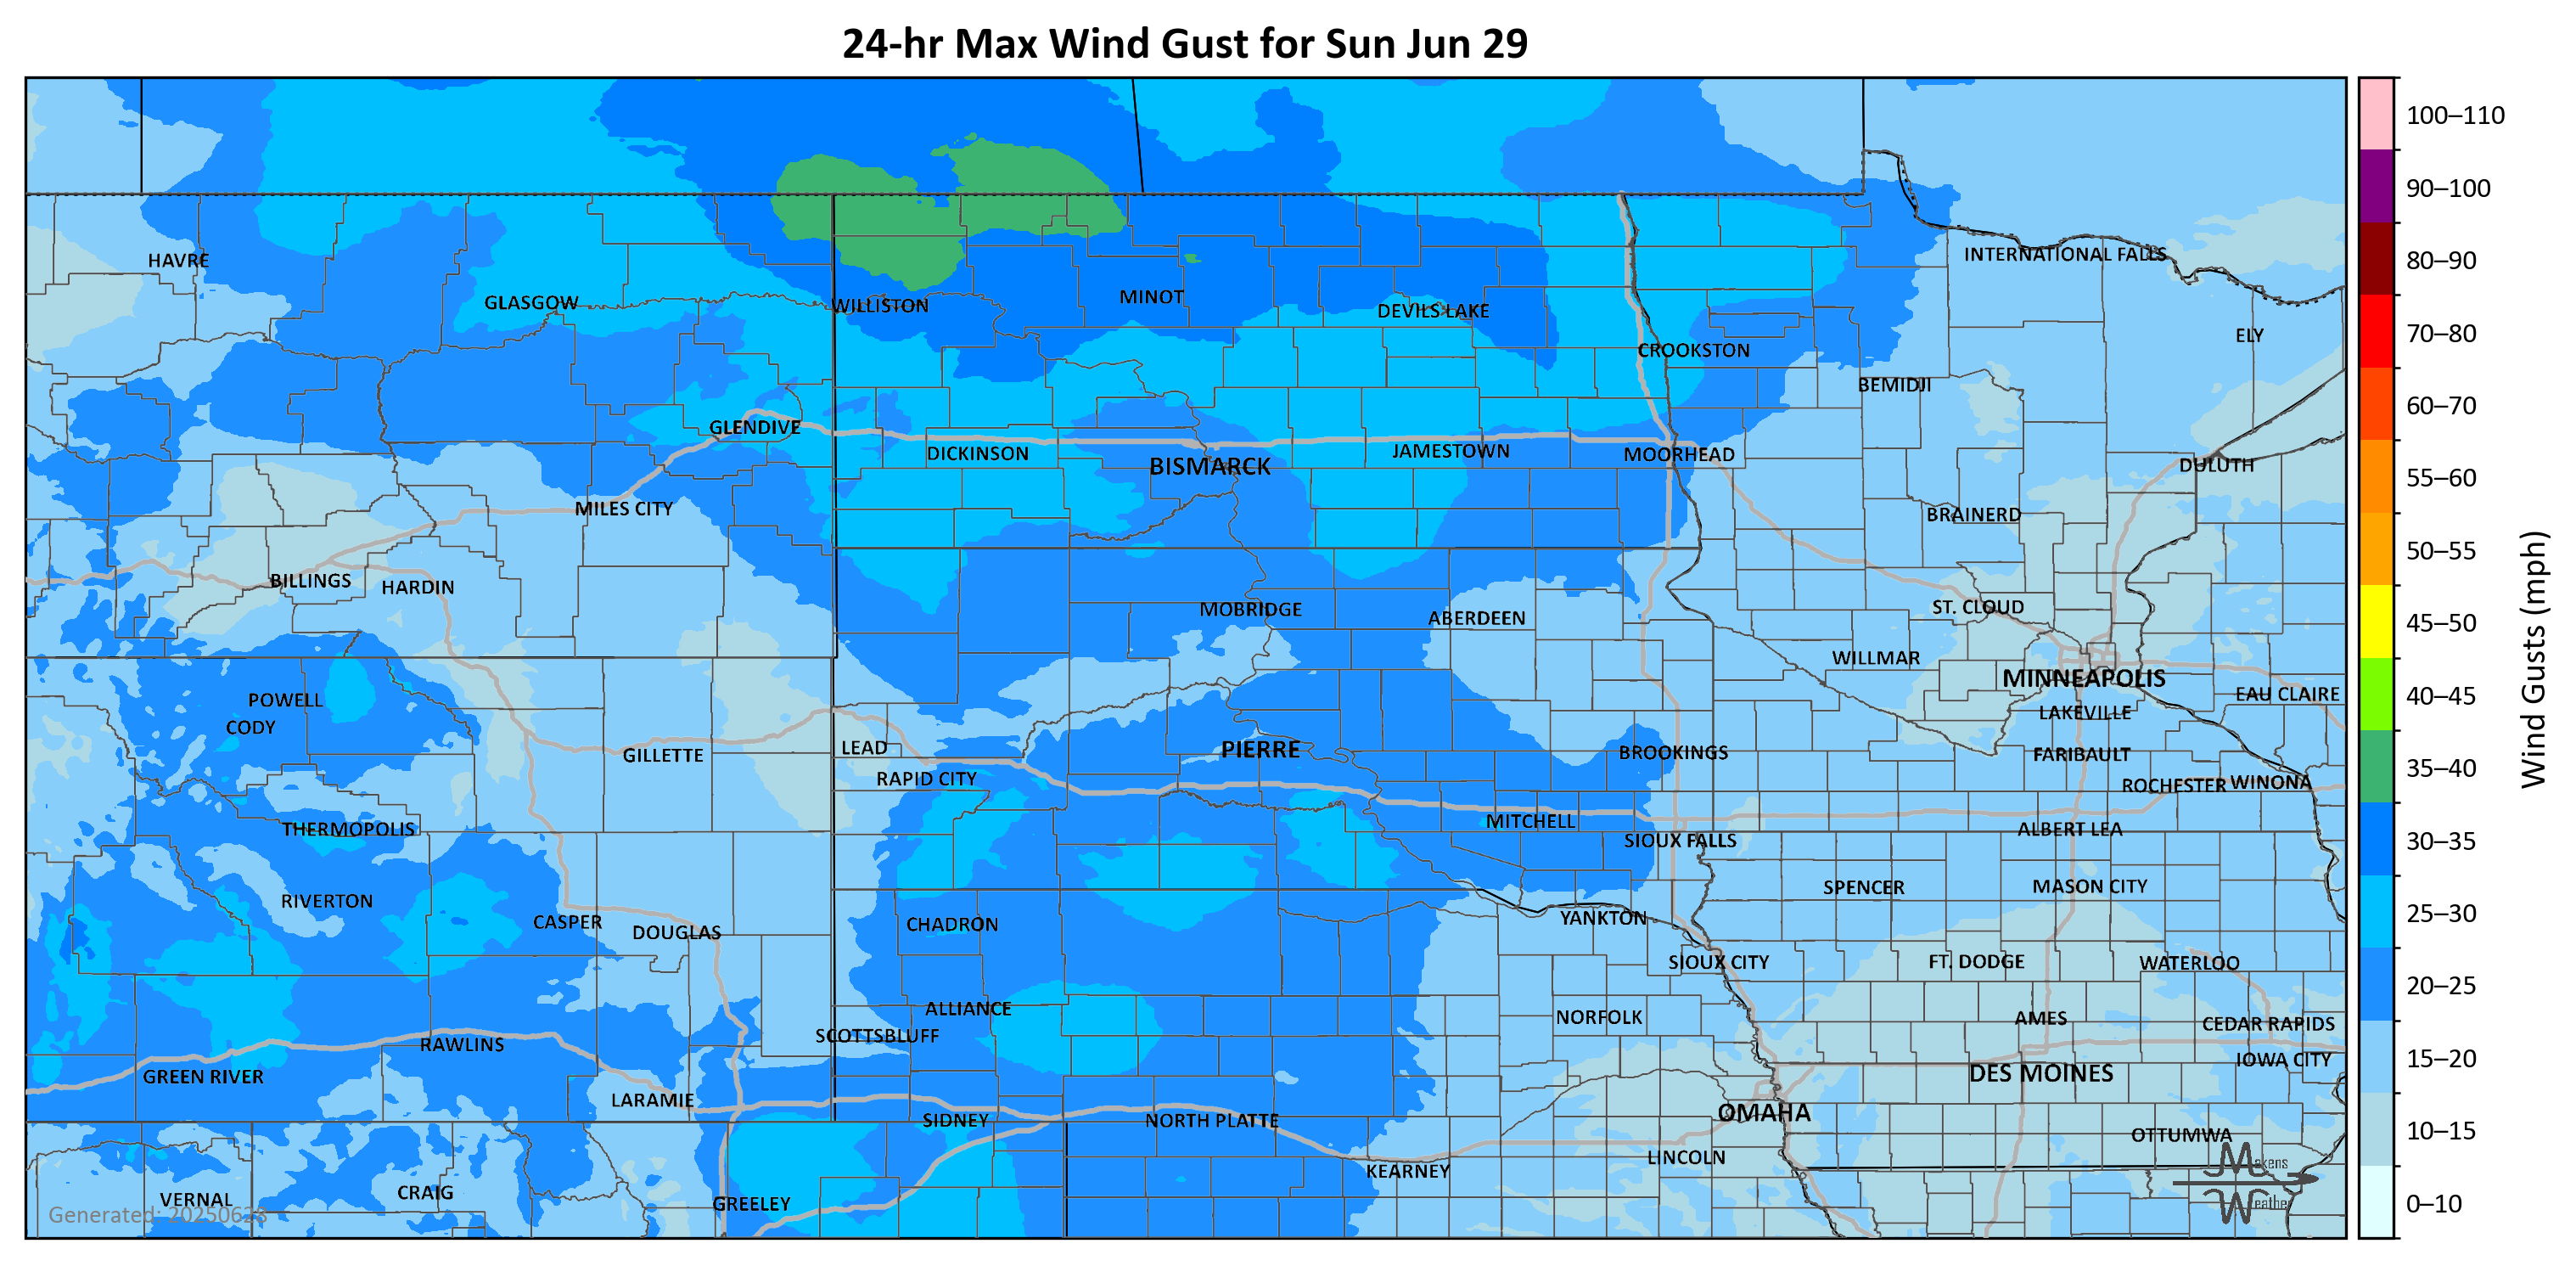 24-hr Max Wind Gust for Sun Jun 29
100–110
90–100
80–90
70–80
60–70
55–60
50–55
45–50
40–45
35–40
30–35
25–30
20–25
15–20
10–15
0–10
Wind Gusts (mph)
HAVRE
INTERNATIONAL FALLS
GLASGOW
WILLISTON
MINOT
DEVILS LAKE
ELY
CROOKSTON
BEMIDJI
GLENDIVE
DICKINSON
BISMARCK
JAMESTOWN
MOORHEAD
DULUTH
MILES CITY
BRAINERD
BILLINGS
HARDIN
MOBRIDGE
ABERDEEN
ST. CLOUD
WILLMAR
MINNEAPOLIS
POWELL
EAU CLAIRE
CODY
LAKEVILLE
GILLETTE
LEAD
PIERRE
BROOKINGS
FARIBAULT
RAPID CITY
ROCHESTER
WINONA
THERMOPOLIS
MITCHELL
SIOUX FALLS
ALBERT LEA
RIVERTON
SPENCER
MASON CITY
CASPER
DOUGLAS
CHADRON
YANKTON
SIOUX CITY
FT. DODGE
WATERLOO
ALLIANCE
NORFOLK
AMES
CEDAR RAPIDS
RAWLINS
SCOTTSBLUFF
IOWA CITY
GREEN RIVER
DES MOINES
LARAMIE
SIDNEY
NORTH PLATTE
OMAHA
OTTUMWA
KEARNEY
LINCOLN
VERNAL
CRAIG
GREELEY
Generated: 20250628
Makens
Weather